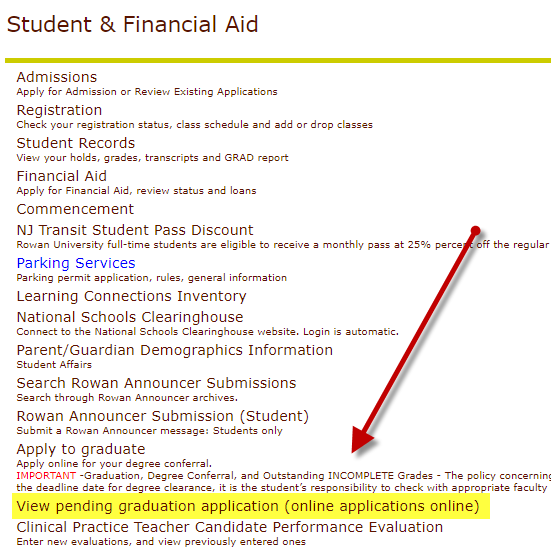 Student & Financial Aid
Admissions
Apply for Admission or Review Existing Applications
Registration
Check your registration status, class schedule and add or drop classes
Student Records
View your holds, grades, transcripts and GRAD report
Financial Aid
Apply for Financial Aid, review status and loans
Commencement
NJ Transit Student Pass Discount
Rowan University full-time students are eligible to receive a monthly pass at 25% percent off the regular
Parking Services
Parking permit application, rules, general information
Learning Connections Inventory
National Schools Clearinghouse
Connect to the National Schools Clearinghouse website. Login is automatic.
Parent/Guardian Demographics Information
Student Affairs
Search Rowan Announcer Submissions
Search through Rowan Announcer archives.
Rowan Announcer Submission (Student)
Submit a Rowan Announcer message: Students only
Apply to graduate
Apply online for your degree conferral.
IMPORTANT -Graduation, Degree Conferral, and Outstanding INCOMPLETE Grades - The policy concerning
the deadline date for degree clearance, it is the student's responsibility to check with appropriate faculty
View pending graduation application (online applications online)
Clinical Practice Teacher Candidate Performance Evaluation
Enter new evaluations, and view previously entered ones